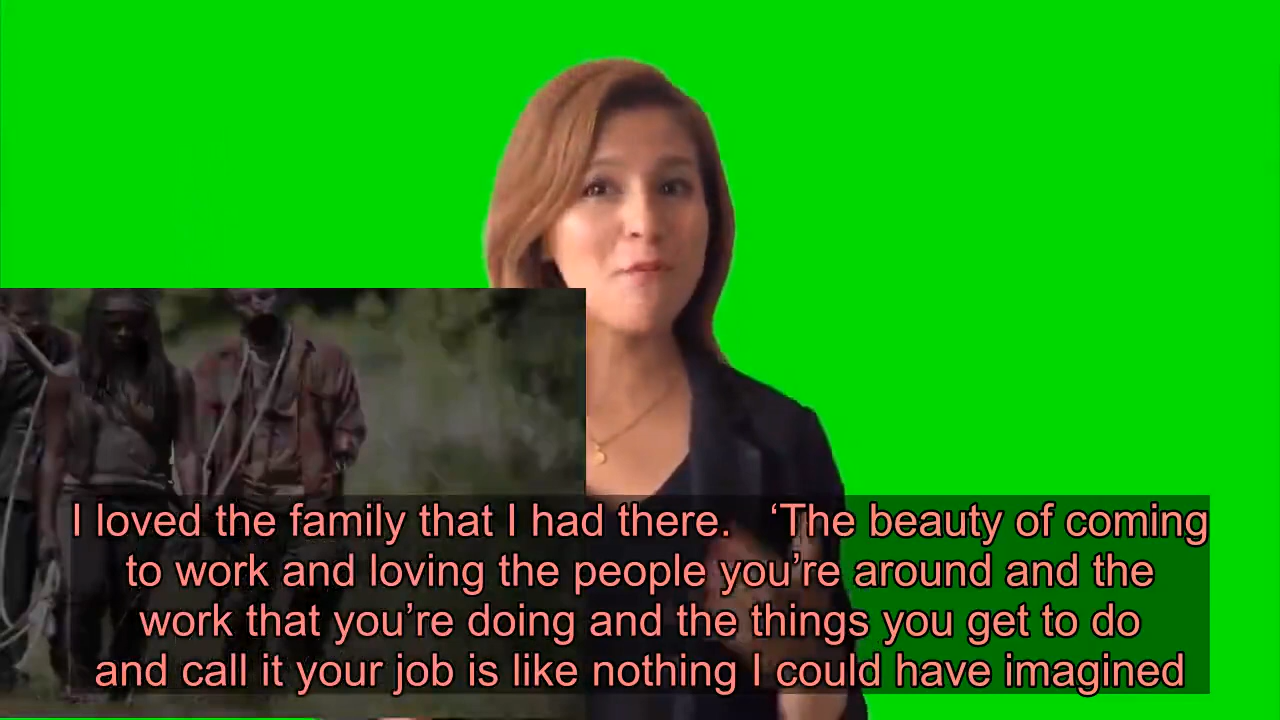 I loved the family that I had there.   ‘The beauty of coming
to work and loving the people you’re around and the
work that you’re doing and the things you get to do
and call it your job is like nothing I could have imagined